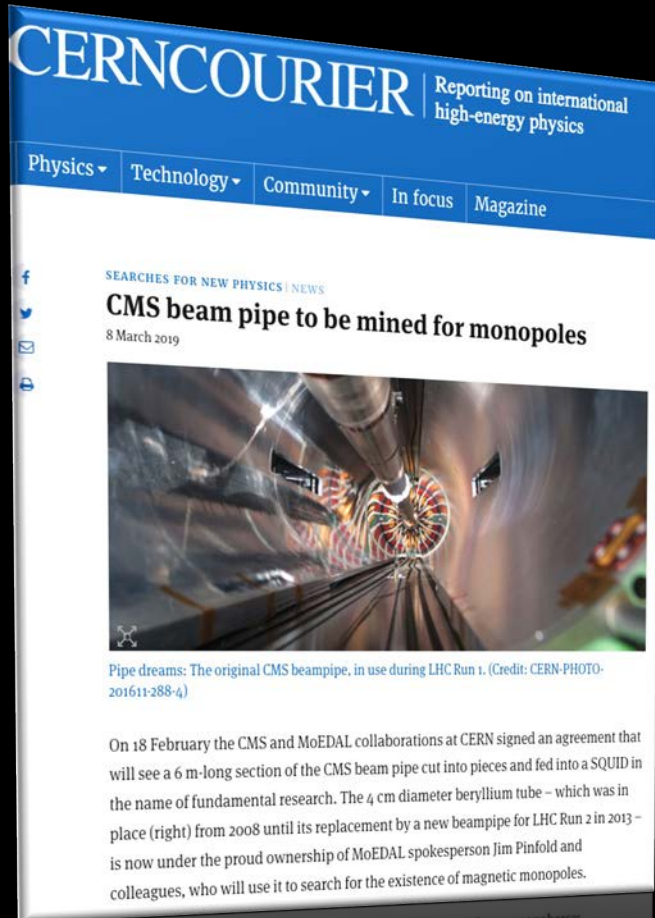 CERNCOURIER
Reporting on international
high-energy physics
Physics
Technology
Community
In focus
Magazine
SEARCHES FOR NEW PHYSICS | NEWS
CMS beam pipe to be mined for monopoles
8 March 2019
Pipe dreams: The original CMS beampipe, in use during LHC Run 1. (Credit: CERN-PHOTO-
201611-288-4)
On 18 February the CMS and MoEDAL collaborations at CERN signed an agreement that
will see a 6 m-long section of the CMS beam pipe cut into pieces and fed into a SQUID in
the name of fundamental research. The 4 cm diameter beryllium tube – which was in
place (right) from 2008 until its replacement by a new beampipe for LHC Run 2 in 2013 –
is now under the proud ownership of MoEDAL spokesperson Jim Pinfold and
colleagues, who will use it to search for the existence of magnetic monopoles.